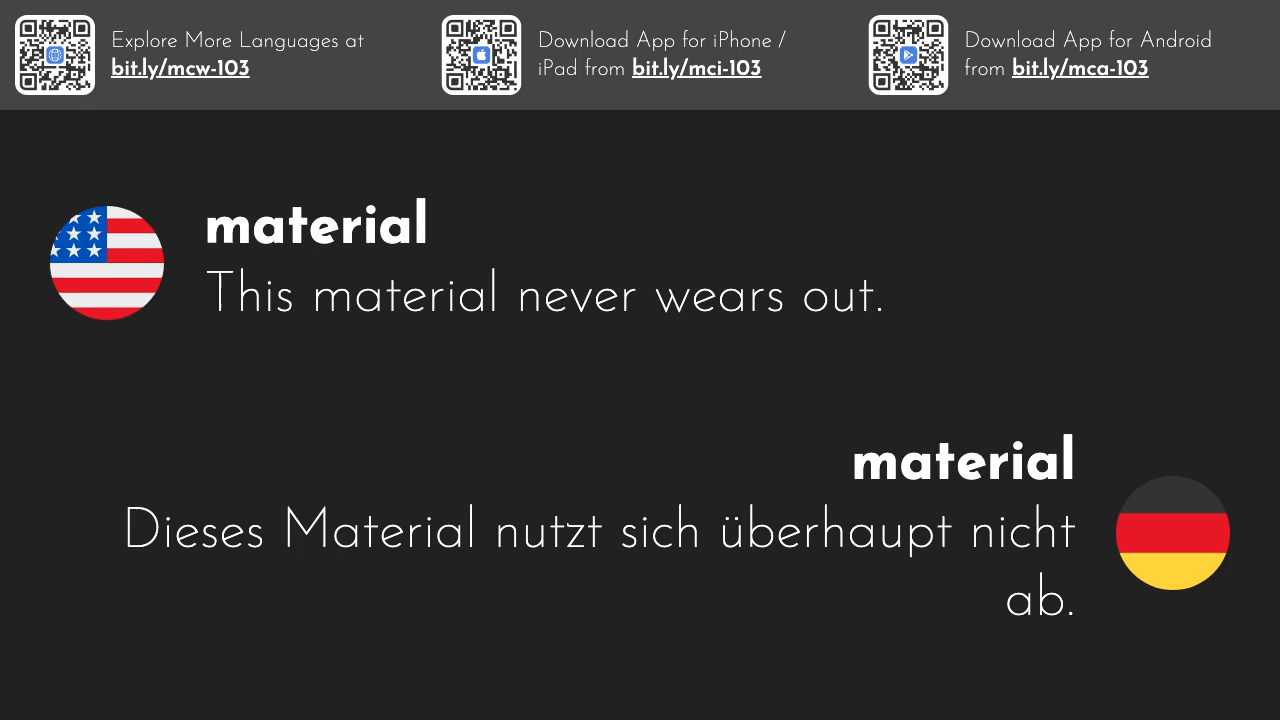 Explore More Languages at
bit.ly/mcw-103
Download App for iPhone /
iPad from bit.ly/mci-103
Download App for Android
from bit.ly/mca-103
material
This material never wears out.
material
Dieses Material nutzt sich überhaupt nicht
ab.